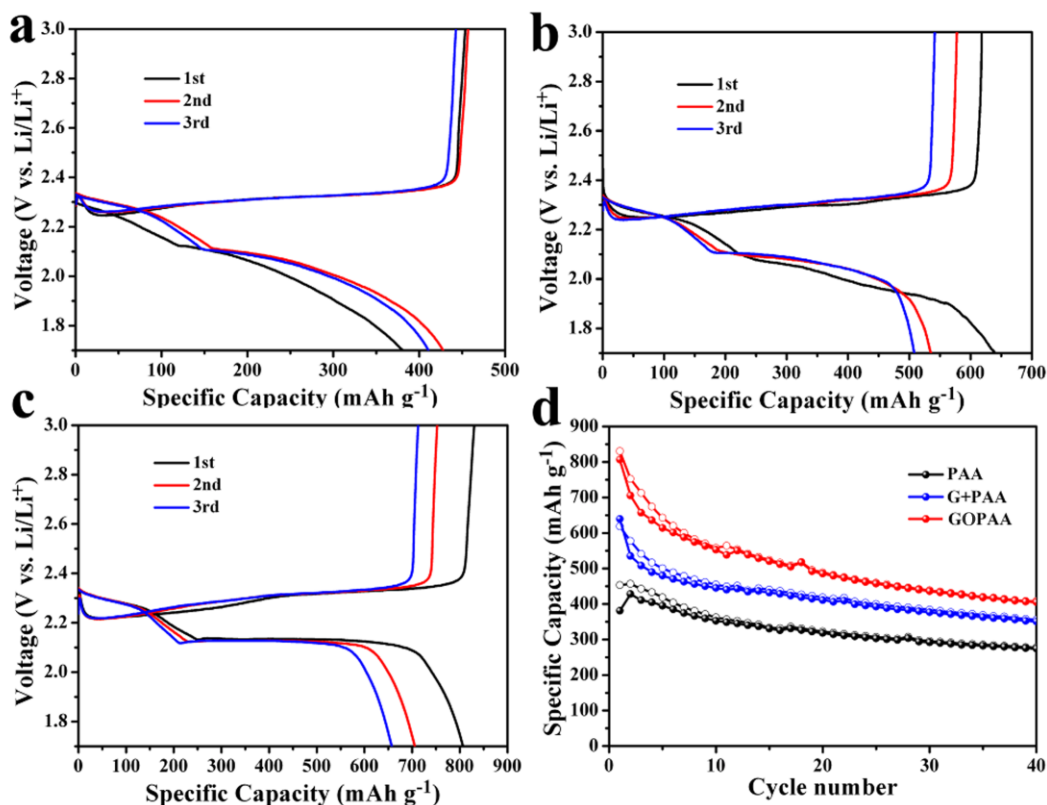 a
3.0
2.8
2.6
2.4
2.2
2.0
1.8
Voltage (V vs. Li/Li+)
1st
2nd
3rd
0 100 200 300 400 500
Specific Capacity (mAh g-1)
b
3.0
2.8
2.6
2.4
2.2
2.0
1.8
Voltage (V vs. Li/Li+)
1st
2nd
3rd
0 100 200 300 400 500 600 700
Specific Capacity (mAh g-1)
c
3.0
2.8
2.6
2.4
2.2
2.0
1.8
Voltage (V vs. Li/Li+)
1st
2nd
3rd
0 100 200 300 400 500 600 700 800 900
Specific Capacity (mAh g-1)
d
900
800
700
600
500
400
300
200
100
0
Specific Capacity (mAh g-1)
PAA
G+PAA
GOPAA
0 10 20 30 40
Cycle number